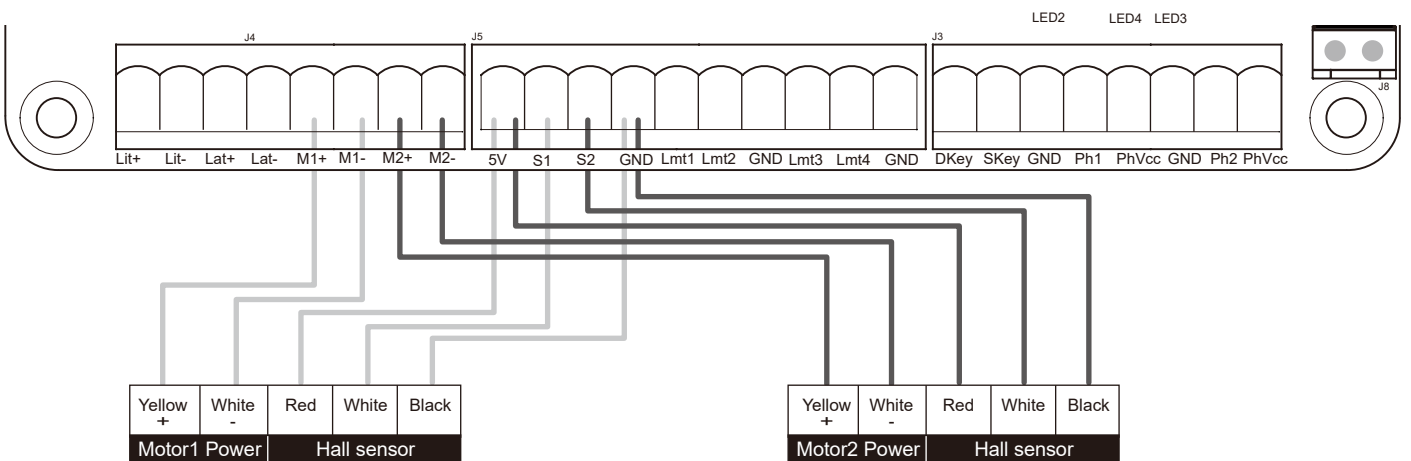 LED2 LED4 LED3
J4 J5 J3
J8
Lit+ Lit- Lat+ Lat- M1+ M1- M2+ M2- 5V S1 S2 GND Lmt1 Lmt2 GND Lmt3 Lmt4 GND DKey SKey GND Ph1 PhVcc GND Ph2 PhVcc
Yellow White Red White Black Yellow White Red White Black
+ - + -
Motor1 Power Hall sensor Motor2 Power Hall sensor